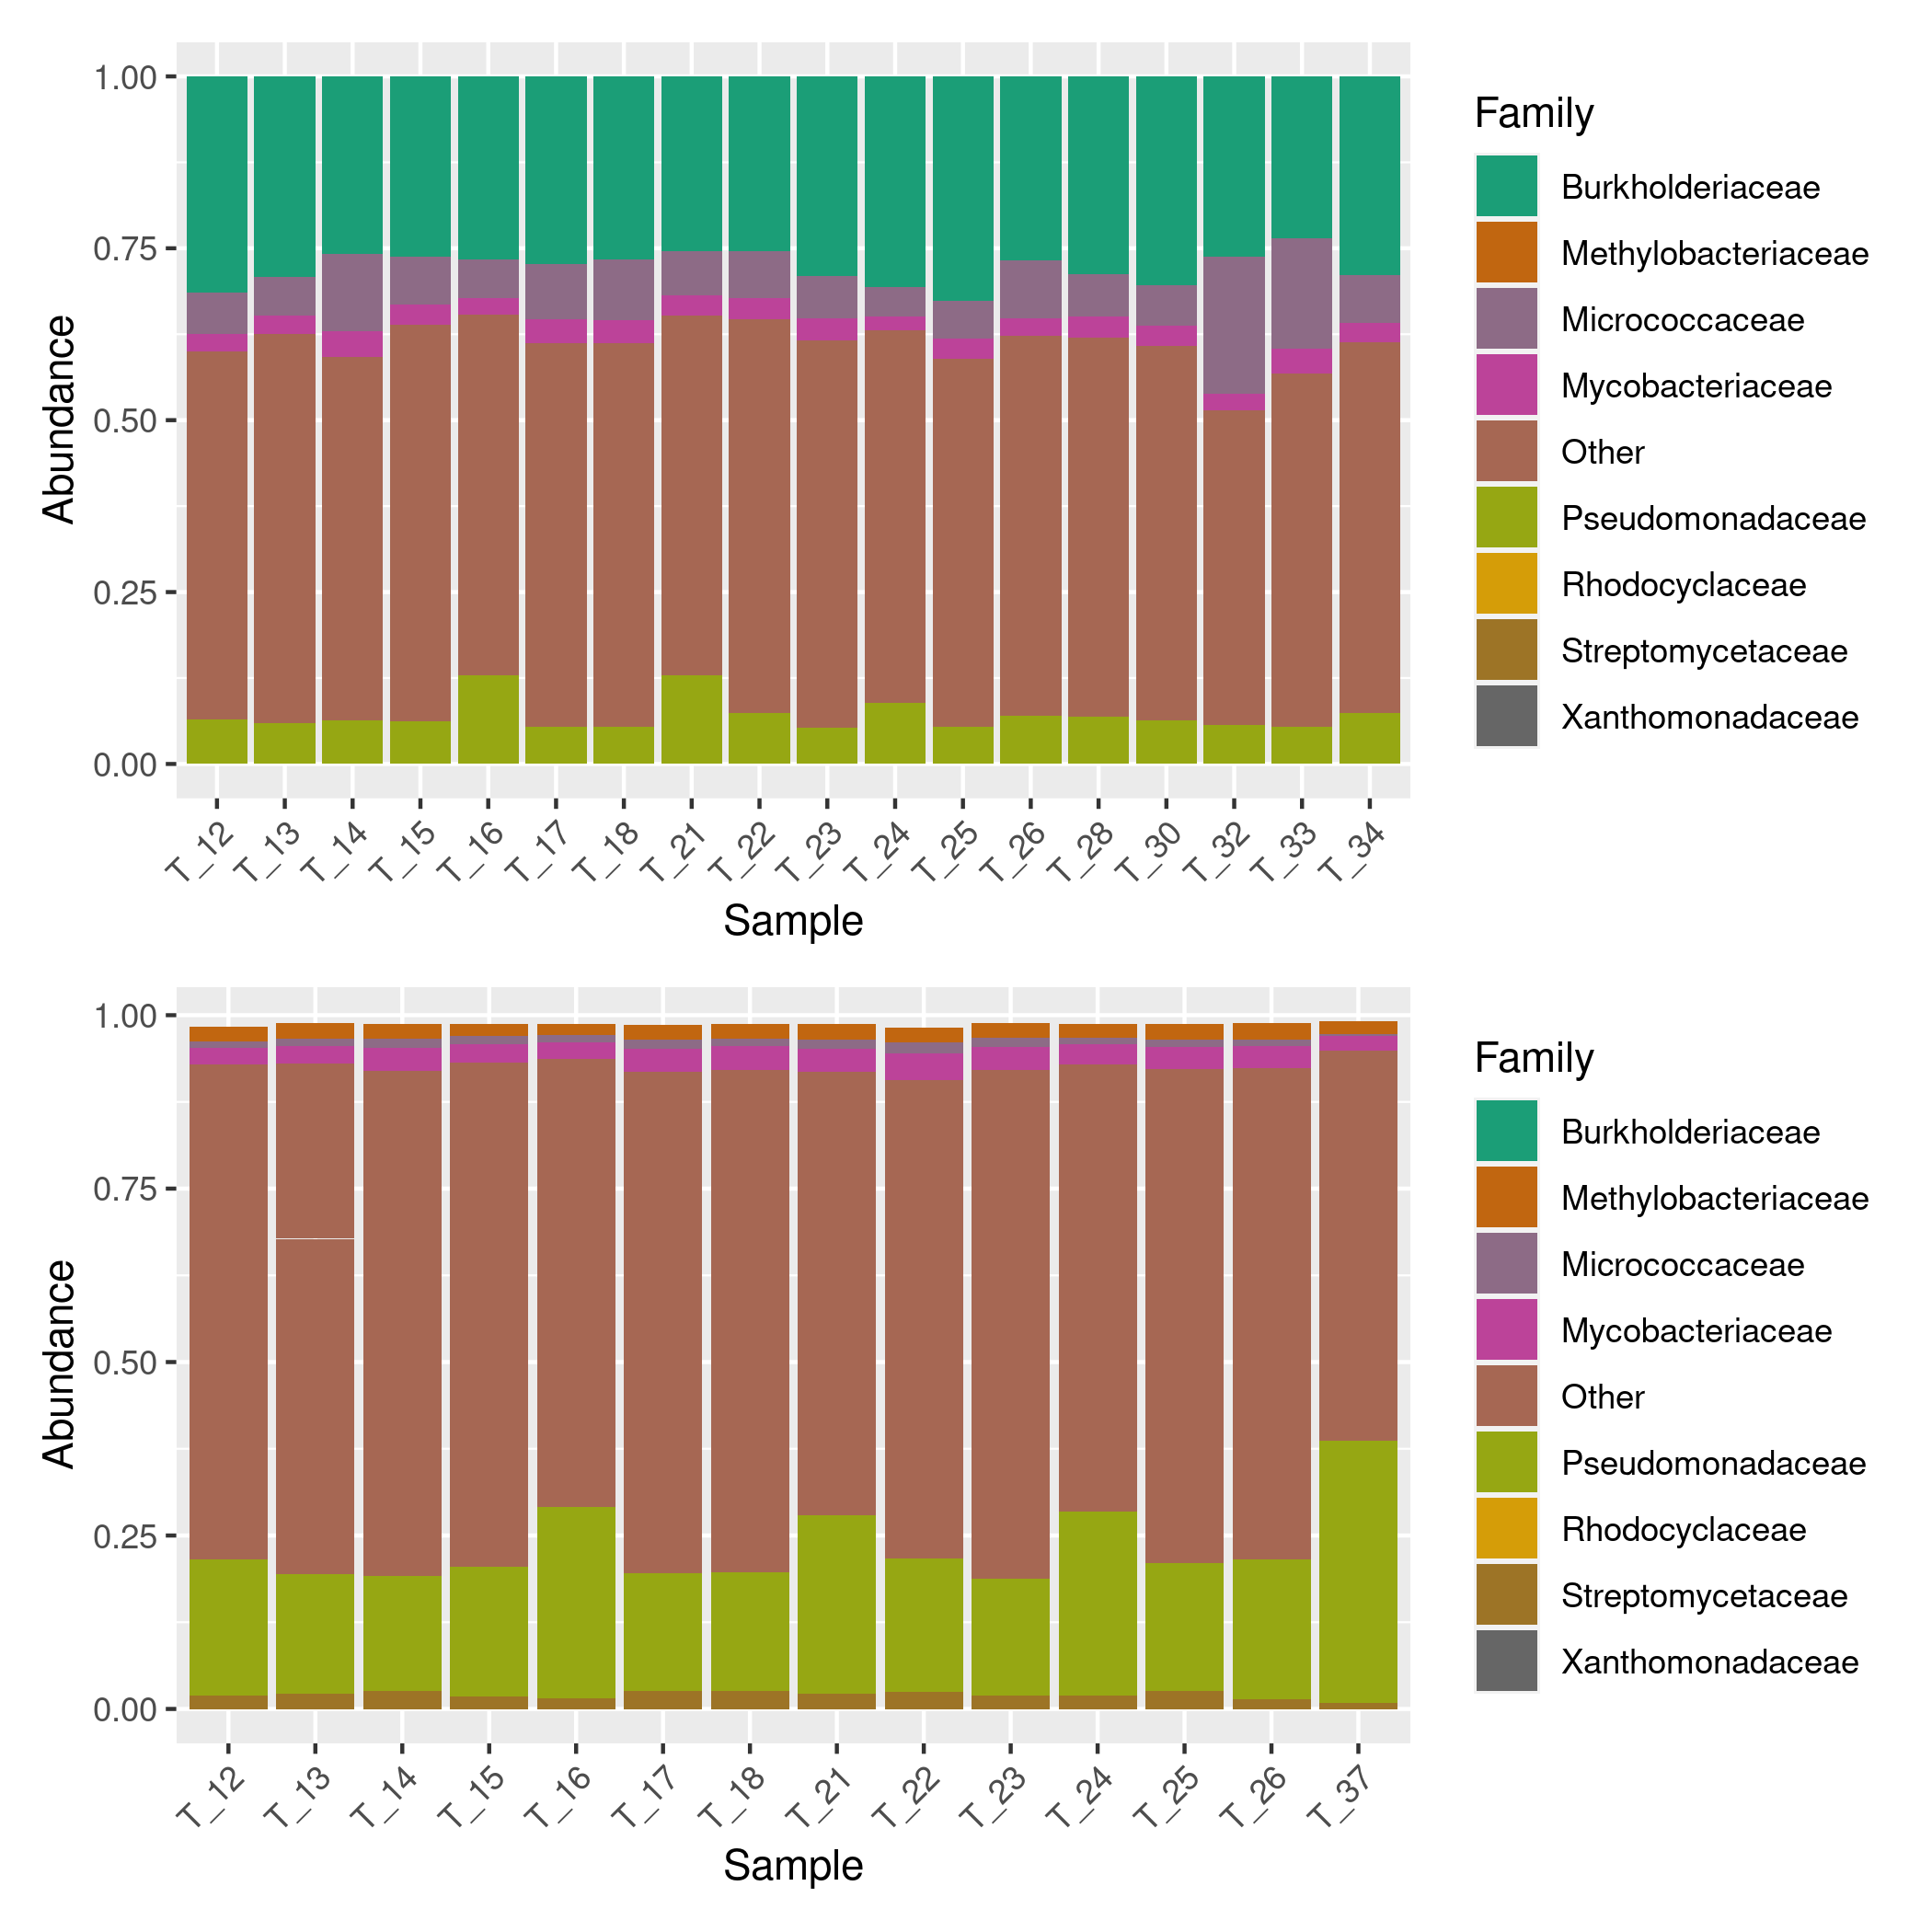 1.00
0.75
0.50
0.25
0.00
Abundance
T_12 T_13 T_14 T_15 T_16 T_17 T_18 T_21 T_22 T_23 T_24 T_25 T_26 T_28 T_30 T_32 T_33 T_34
Sample
Family
Burkholderiaceae
Methylobacteriaceae
Micrococcaceae
Mycobacteriaceae
Other
Pseudomonadaceae
Rhodocyclaceae
Streptomycetaceae
Xanthomonadaceae
1.00
0.75
0.50
0.25
0.00
Abundance
T_12 T_13 T_14 T_15 T_16 T_17 T_18 T_21 T_22 T_23 T_24 T_25 T_26 T_37
Sample
Family
Burkholderiaceae
Methylobacteriaceae
Micrococcaceae
Mycobacteriaceae
Other
Pseudomonadaceae
Rhodocyclaceae
Streptomycetaceae
Xanthomonadaceae